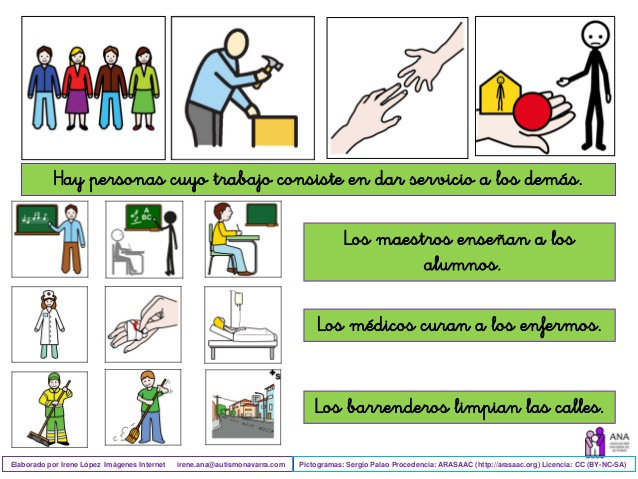 Hay personas cuyo trabajo consiste en dar servicio a los demás.
A
BC
Los maestros enseñan a los
alumnos.
Los médicos curan a los enfermos.
+s
Los barrenderos limpian las calles.
ANA
Elaborado por Irene López Imágenes Internet irene.ana@autismonavarra.com
Pictogramas: Sergio Palao Procedencia: ARASAAC (http://arasaac.org) Licencia: CC (BY-NC-SA)